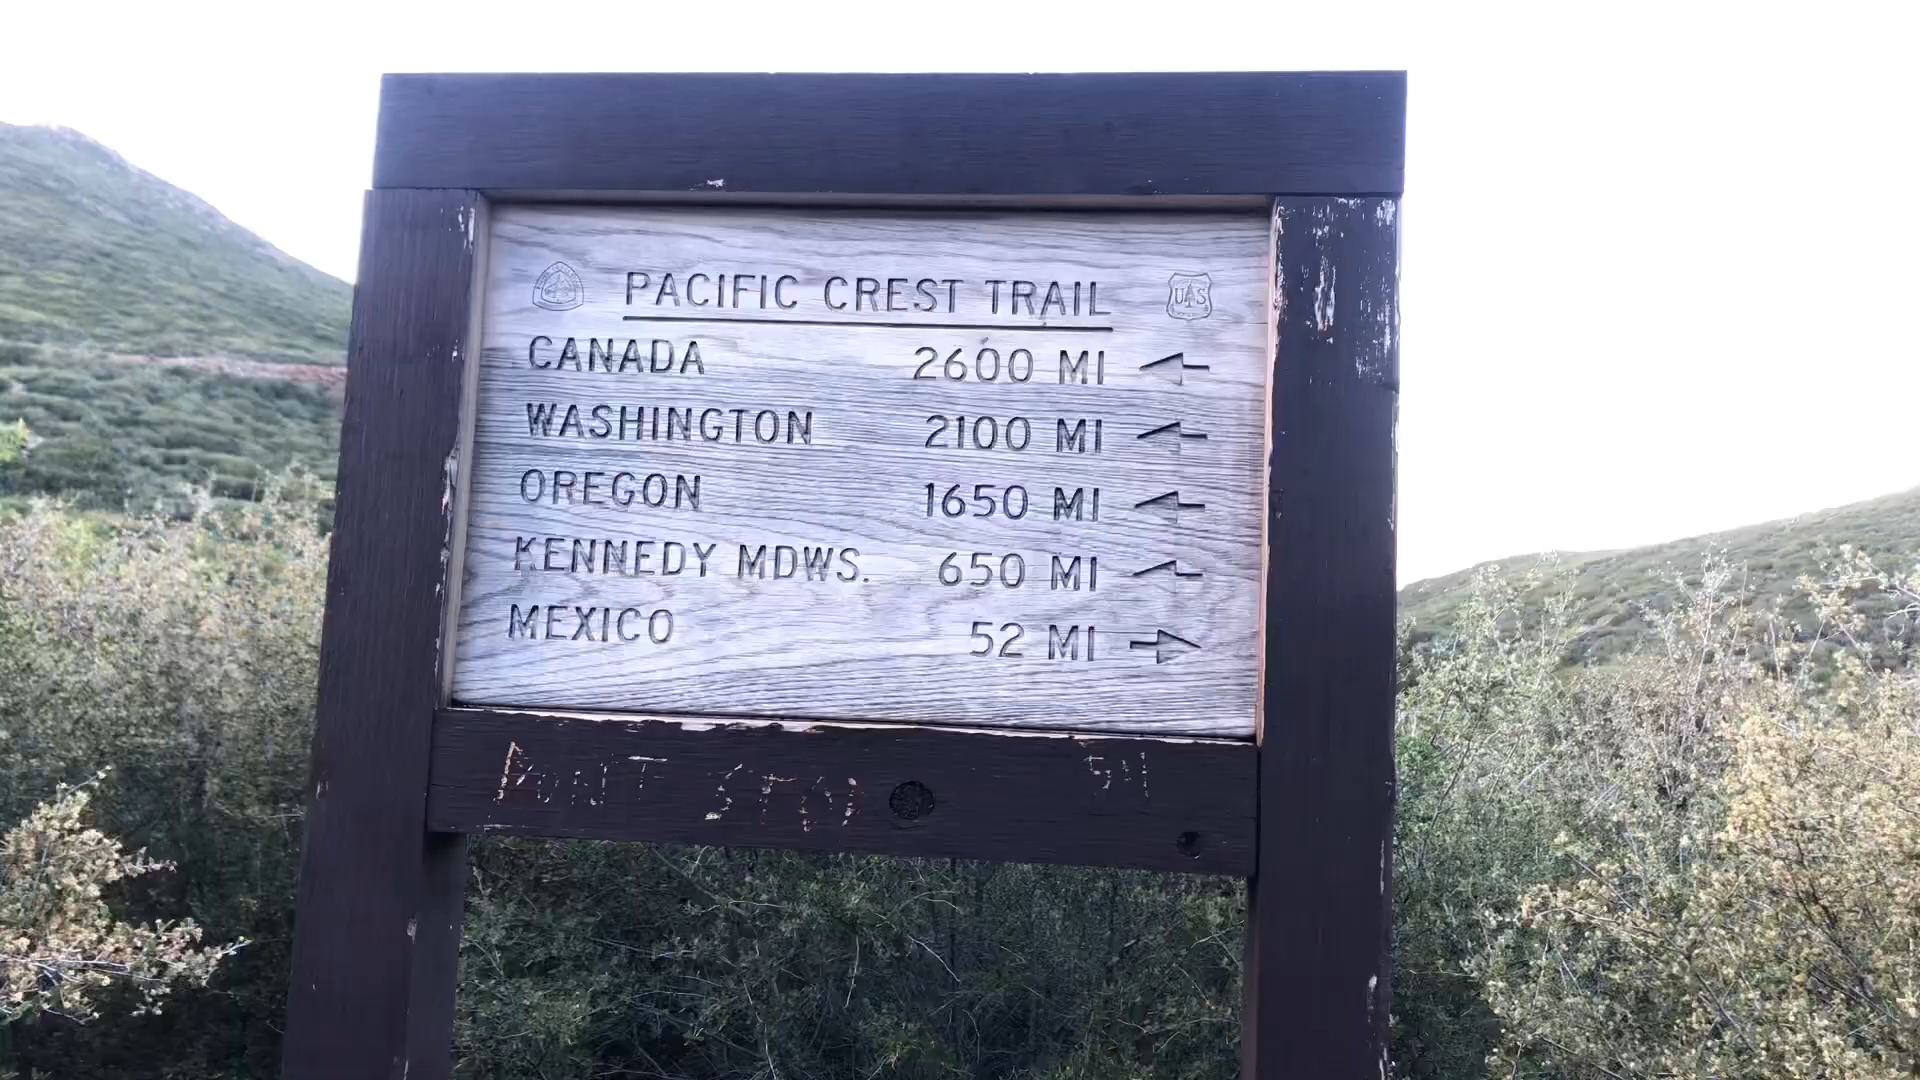 PACIFIC CREST TRAIL
US
CANADA 2600 MI
WASHINGTON 2100 MI
OREGON 1650 MI
KENNEDY MDWS. 650 MI
MEXICO 52 MI